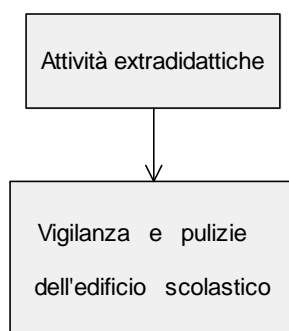 Attività extradidattiche
Vigilanza e pulizie
dell'edificio scolastico